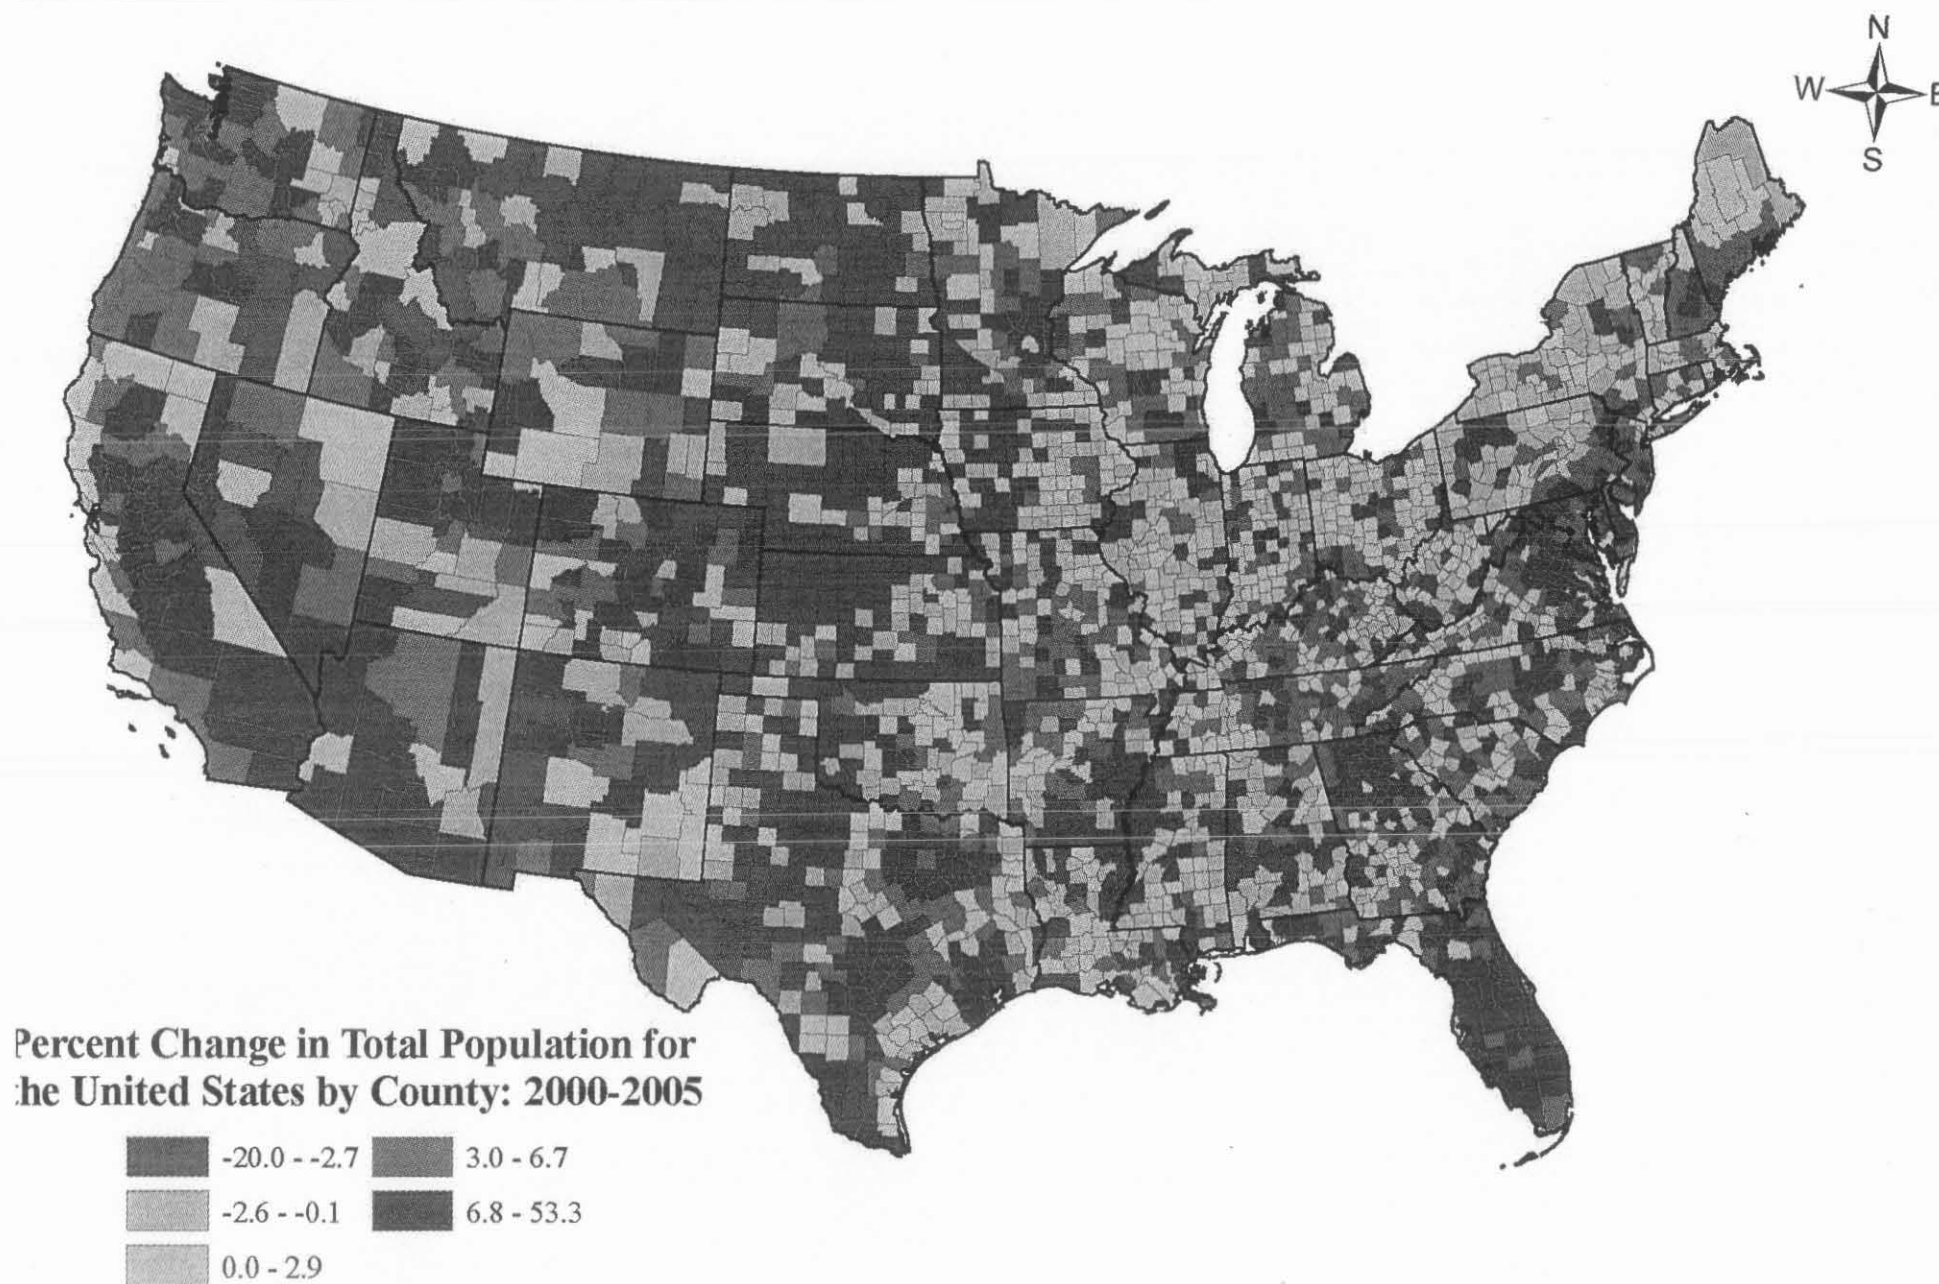 N
W E
S
Percent Change in Total Population for
the United States by County: 2000-2005
-20.0 - -2.7 3.0 - 6.7
-2.6 - -0.1 6.8 - 53.3
0.0 - 2.9